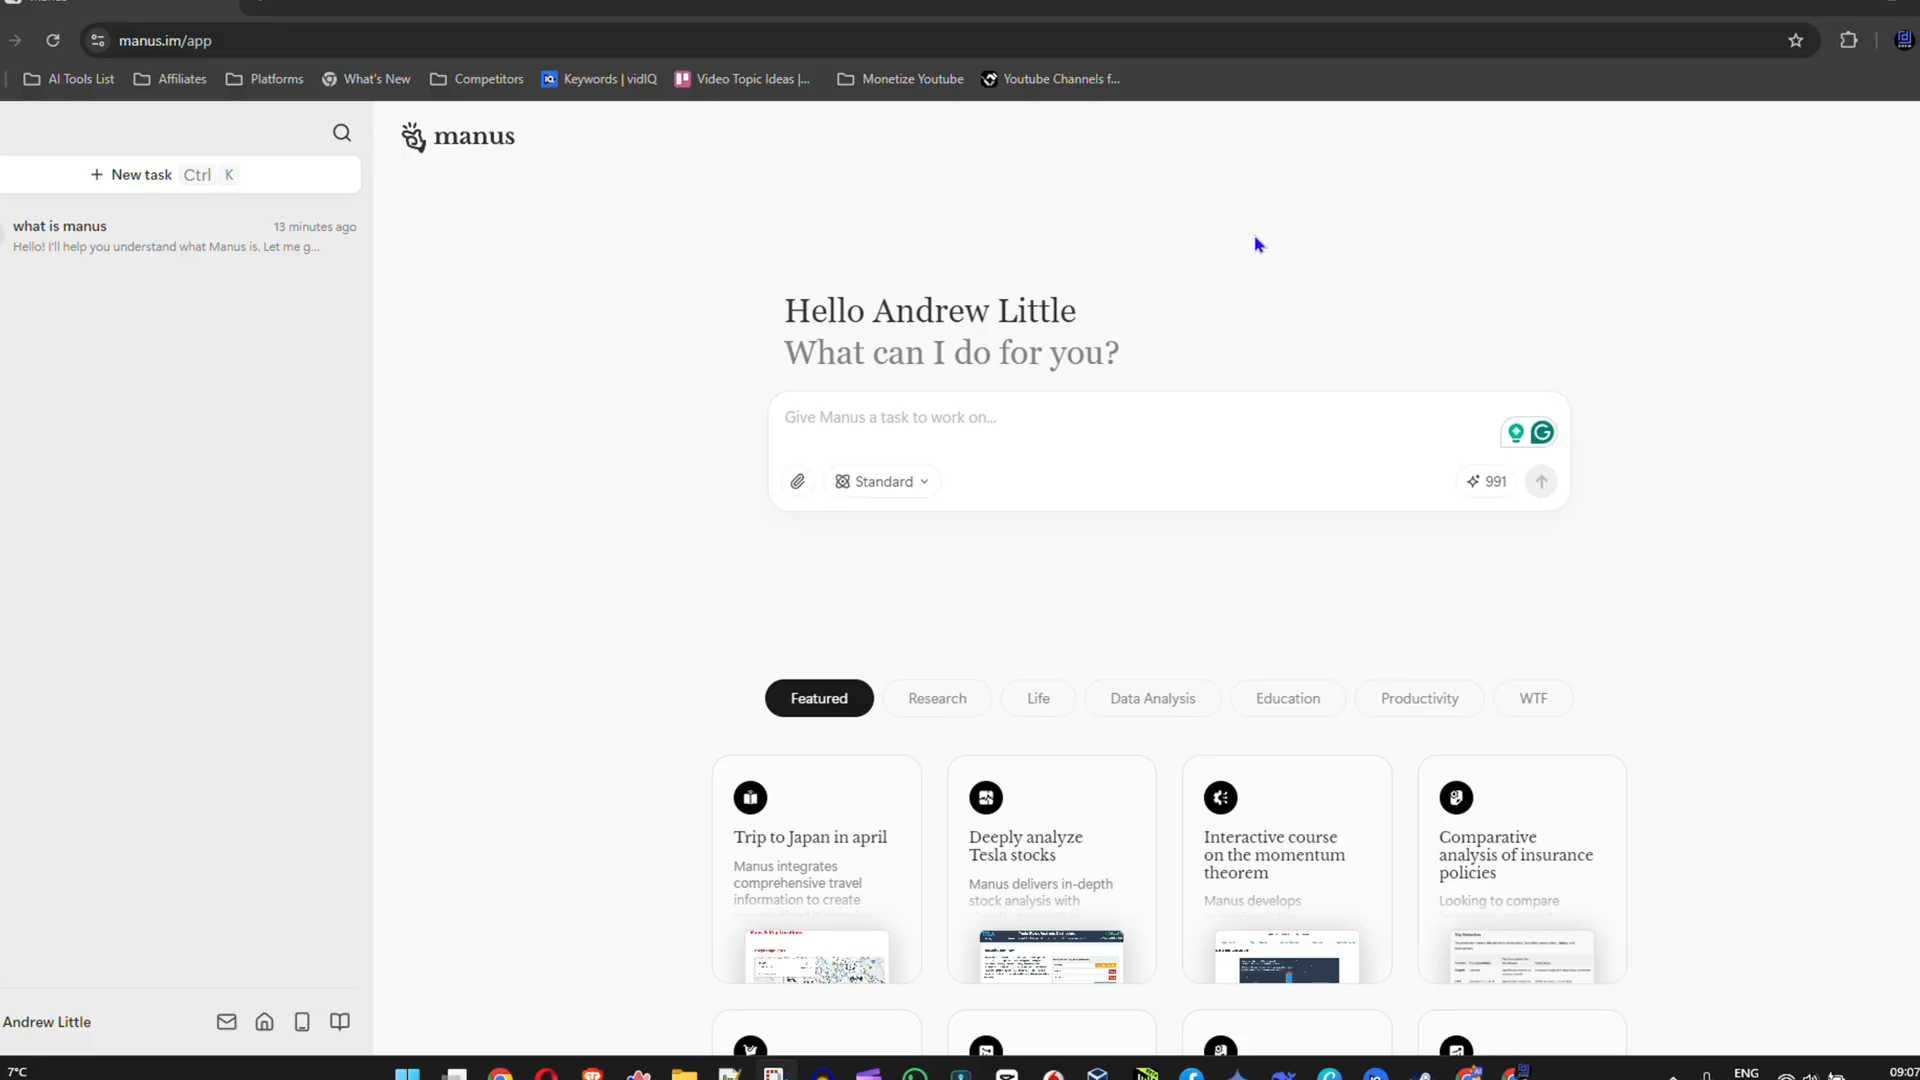 manus.im/app
AI Tools List
Affiliates
Platforms
What's New
Competitors
Keywords | vidIQ
Video Topic Ideas |...
Monetize Youtube
Youtube Channels f...
manus
New task Ctrl K
what is manus 13 minutes ago
Hello! I'll help you understand what Manus is. Let me g...
Hello Andrew Little
What can I do for you?
Give Manus a task to work on...
Standard
991
Featured
Research
Life
Data Analysis
Education
Productivity
WTF
Trip to Japan in april
Manus integrates
comprehensive travel
information to create
Deeply analyze
Tesla stocks
Manus delivers in-depth
stock analysis with
Interactive course
on the momentum
theorem
Manus develops
Comparative
analysis of insurance
policies
Looking to compare
Andrew Little
7°C
ENG
09:07